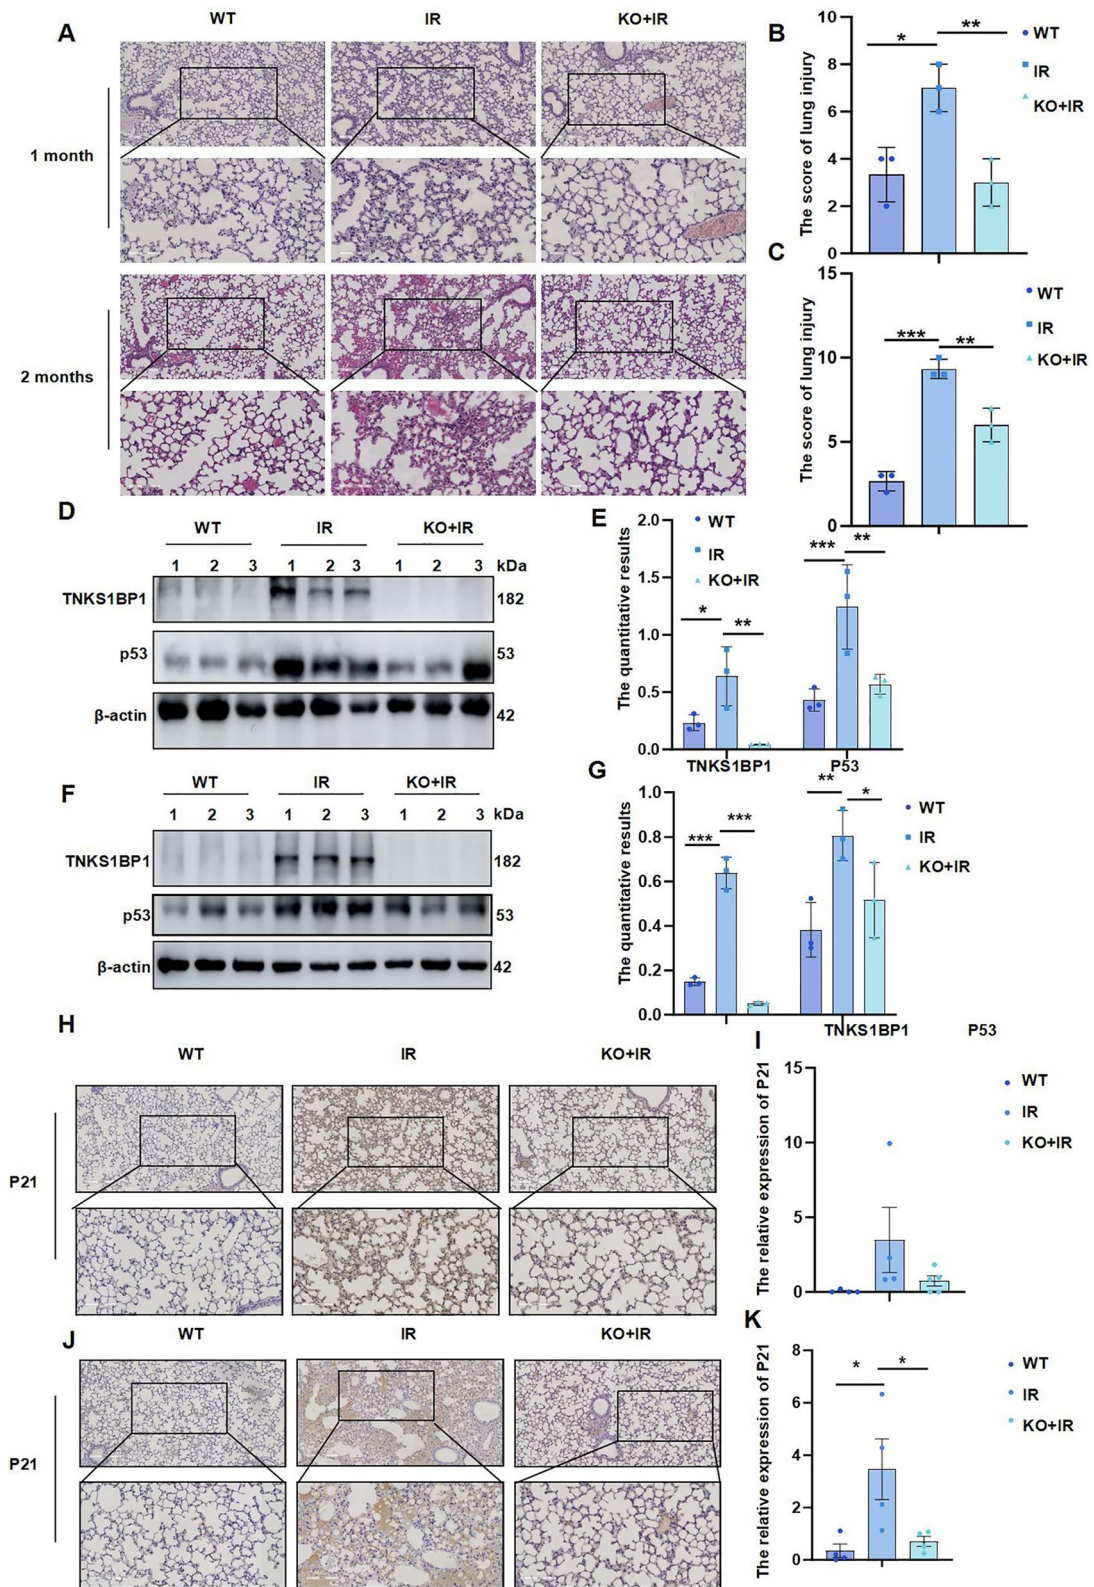 WT IR KO+IR
A
1 month
2 months
B
The score of lung injury
10
8
6
4
2
0
* **
WT
IR
KO+IR
C
The score of lung injury
15
10
5
0
*** **
WT
IR
KO+IR
D
WT IR KO+IR
1 2 3 1 2 3 1 2 3 kDa
TNKS1BP1 182
p53 53
β-actin 42
E
The quantitative results
2.0
1.5
1.0
0.5
0.0
WT
IR
KO+IR
* ** *** **
TNKS1BP1 P53
F
WT IR KO+IR
1 2 3 1 2 3 1 2 3 kDa
TNKS1BP1 182
p53 53
β-actin 42
G
The quantitative results
1.0
0.8
0.6
0.4
0.2
0.0
*** *** ** *
WT
IR
KO+IR
TNKS1BP1 P53
H
WT IR KO+IR
P21
I
The relative expression of P21
15
10
5
0
WT
IR
KO+IR
J
WT IR KO+IR
P21
K
The relative expression of P21
8
6
4
2
0
* *
WT
IR
KO+IR